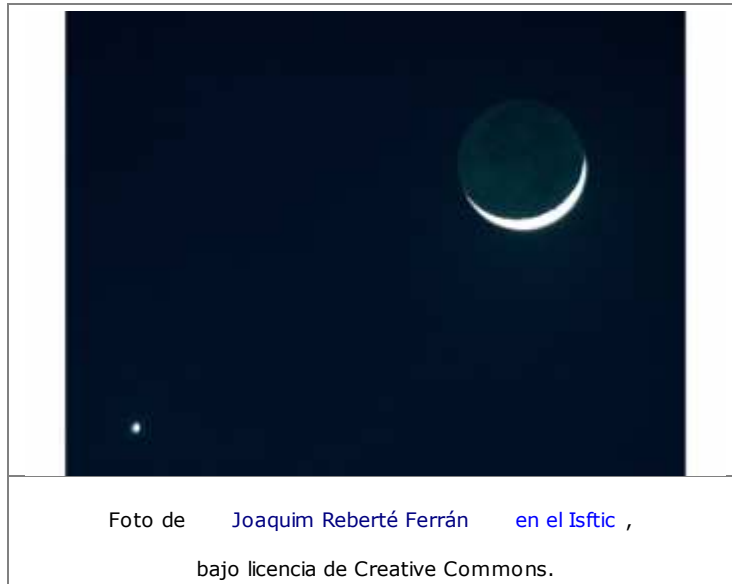 Foto de Joaquim Reberté Ferrán en el Isftic ,
bajo licencia de Creative Commons.